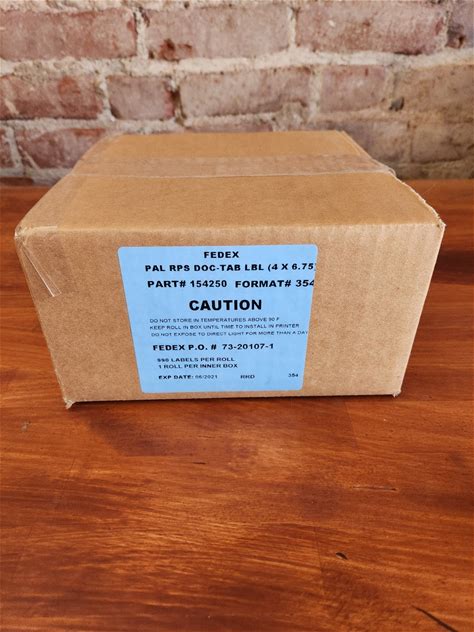 FEDEX
PAL RPS DOC-TAB LBL (4 X 6.75)
PART# 154250 FORMAT# 354
CAUTION
DO NOT STORE IN TEMPERATURES ABOVE 90 F
KEEP ROLL IN BOX UNTIL TIME TO INSTALL IN PRINTER
DO NOT EXPOSE TO DIRECT LIGHT FOR MORE THAN A DAY
FEDEX P.O. # 73-20107-1
990 LABELS PER ROLL
1 ROLL PER INNER BOX
EXP DATE: 06/2021 RRD 354